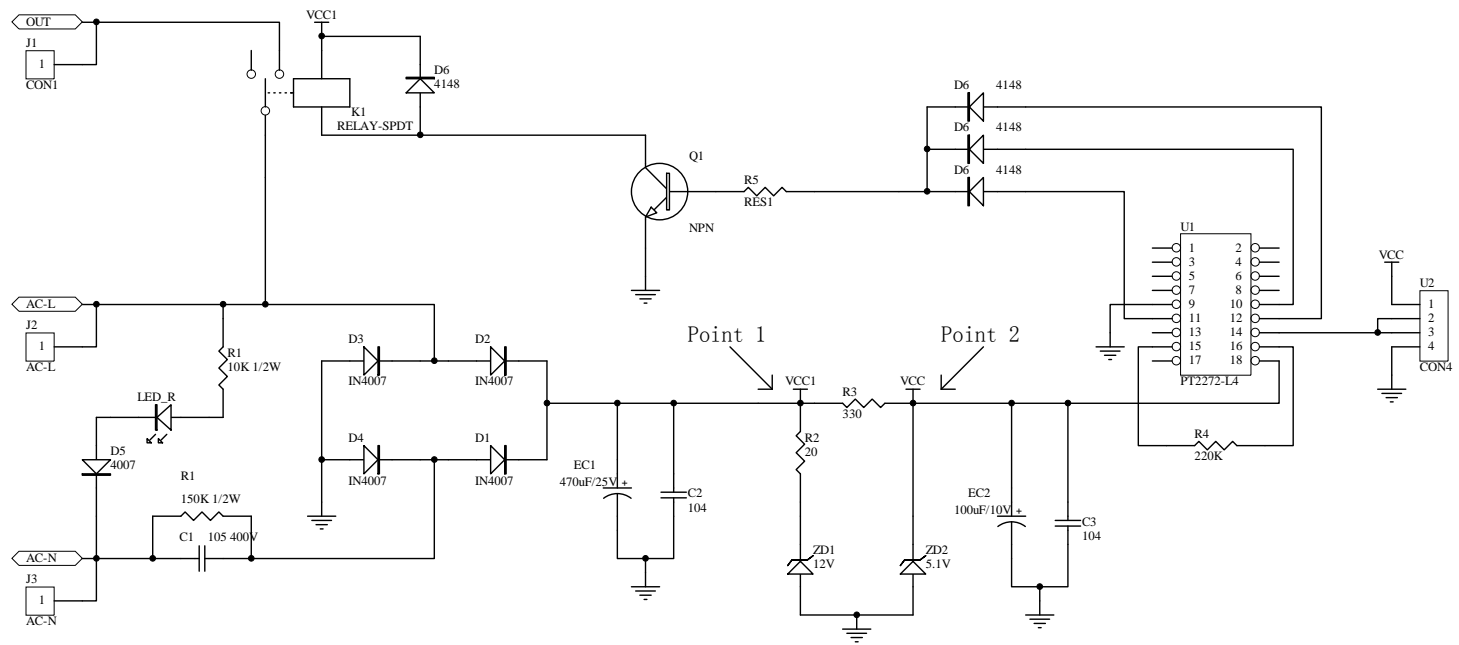 OUT
J1
1
CON1
VCC1
D6
4148
K1
RELAY-SPDT
Q1
NPN
R5
RES1
D6
4148
D6
4148
D6
4148
U1
1
2
3
4
5
6
7
8
9
10
11
12
13
14
15
16
17
18
PT2272-L4
VCC
U2
1
2
3
4
CON4
AC-L
J2
1
AC-L
R1
10K 1/2W
LED_R
D5
4007
R1
150K 1/2W
C1
105 400V
AC-N
J3
1
AC-N
D3
IN4007
D2
IN4007
D4
IN4007
D1
IN4007
EC1
470uF/25V
+
C2
104
Point 1
VCC1
R2
20
R3
330
Point 2
VCC
ZD1
12V
ZD2
5.1V
EC2
100uF/10V
+
C3
104
R4
220K